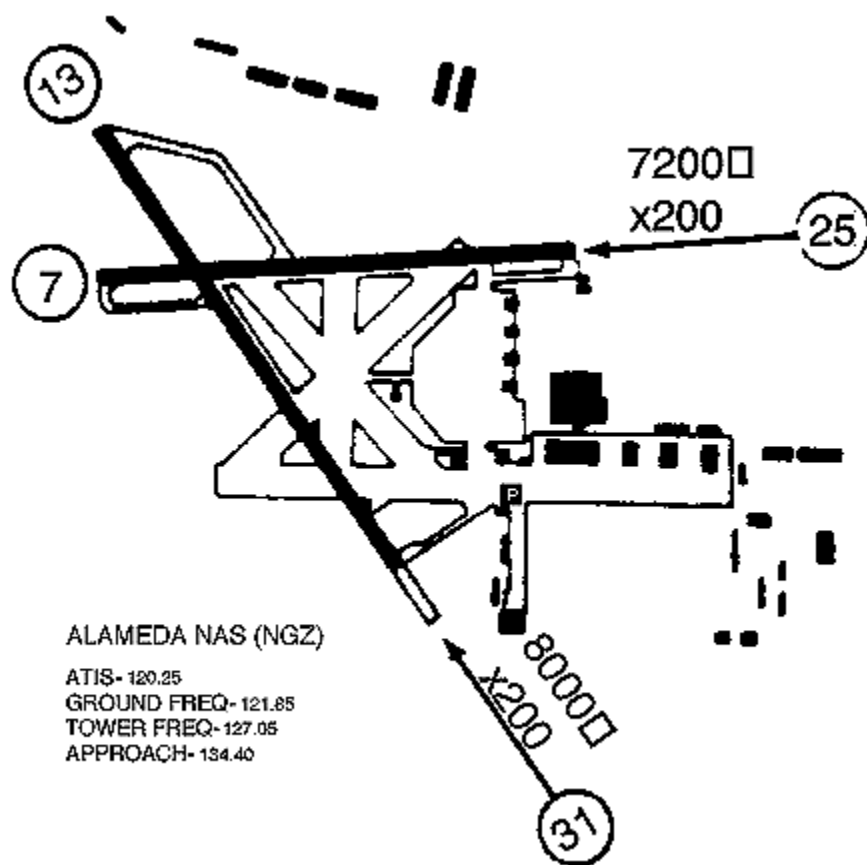 13
7200□
x200
25
7
P
ALAMEDA NAS (NGZ)
ATIS- 120.25
GROUND FREQ- 121.85
TOWER FREQ- 127.05
APPROACH- 134.40
8000□
x200
31